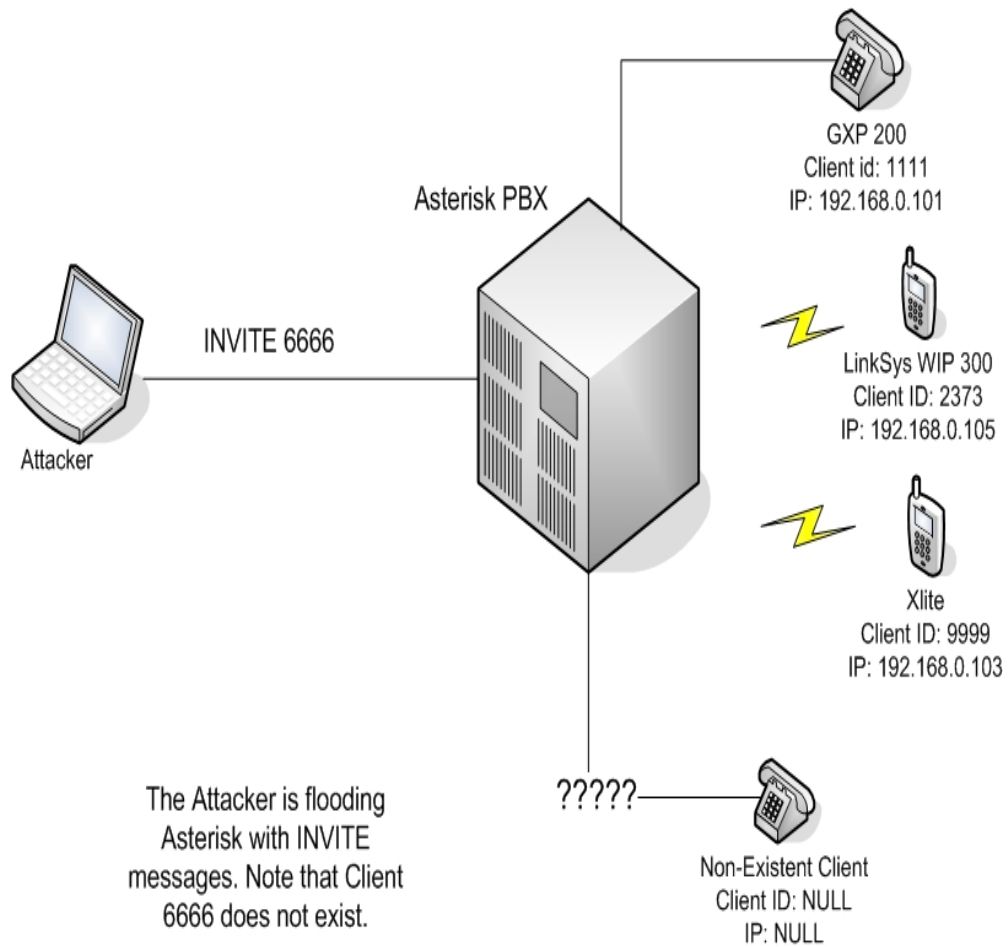 GXP 200
Client id: 1111
IP: 192.168.0.101
Asterisk PBX
INVITE 6666
Attacker
LinkSys WIP 300
Client ID: 2373
IP: 192.168.0.105
Xlite
Client ID: 9999
IP: 192.168.0.103
?????
The Attacker is flooding
Asterisk with INVITE
messages. Note that Client
6666 does not exist.
Non-Existent Client
Client ID: NULL
IP: NULL